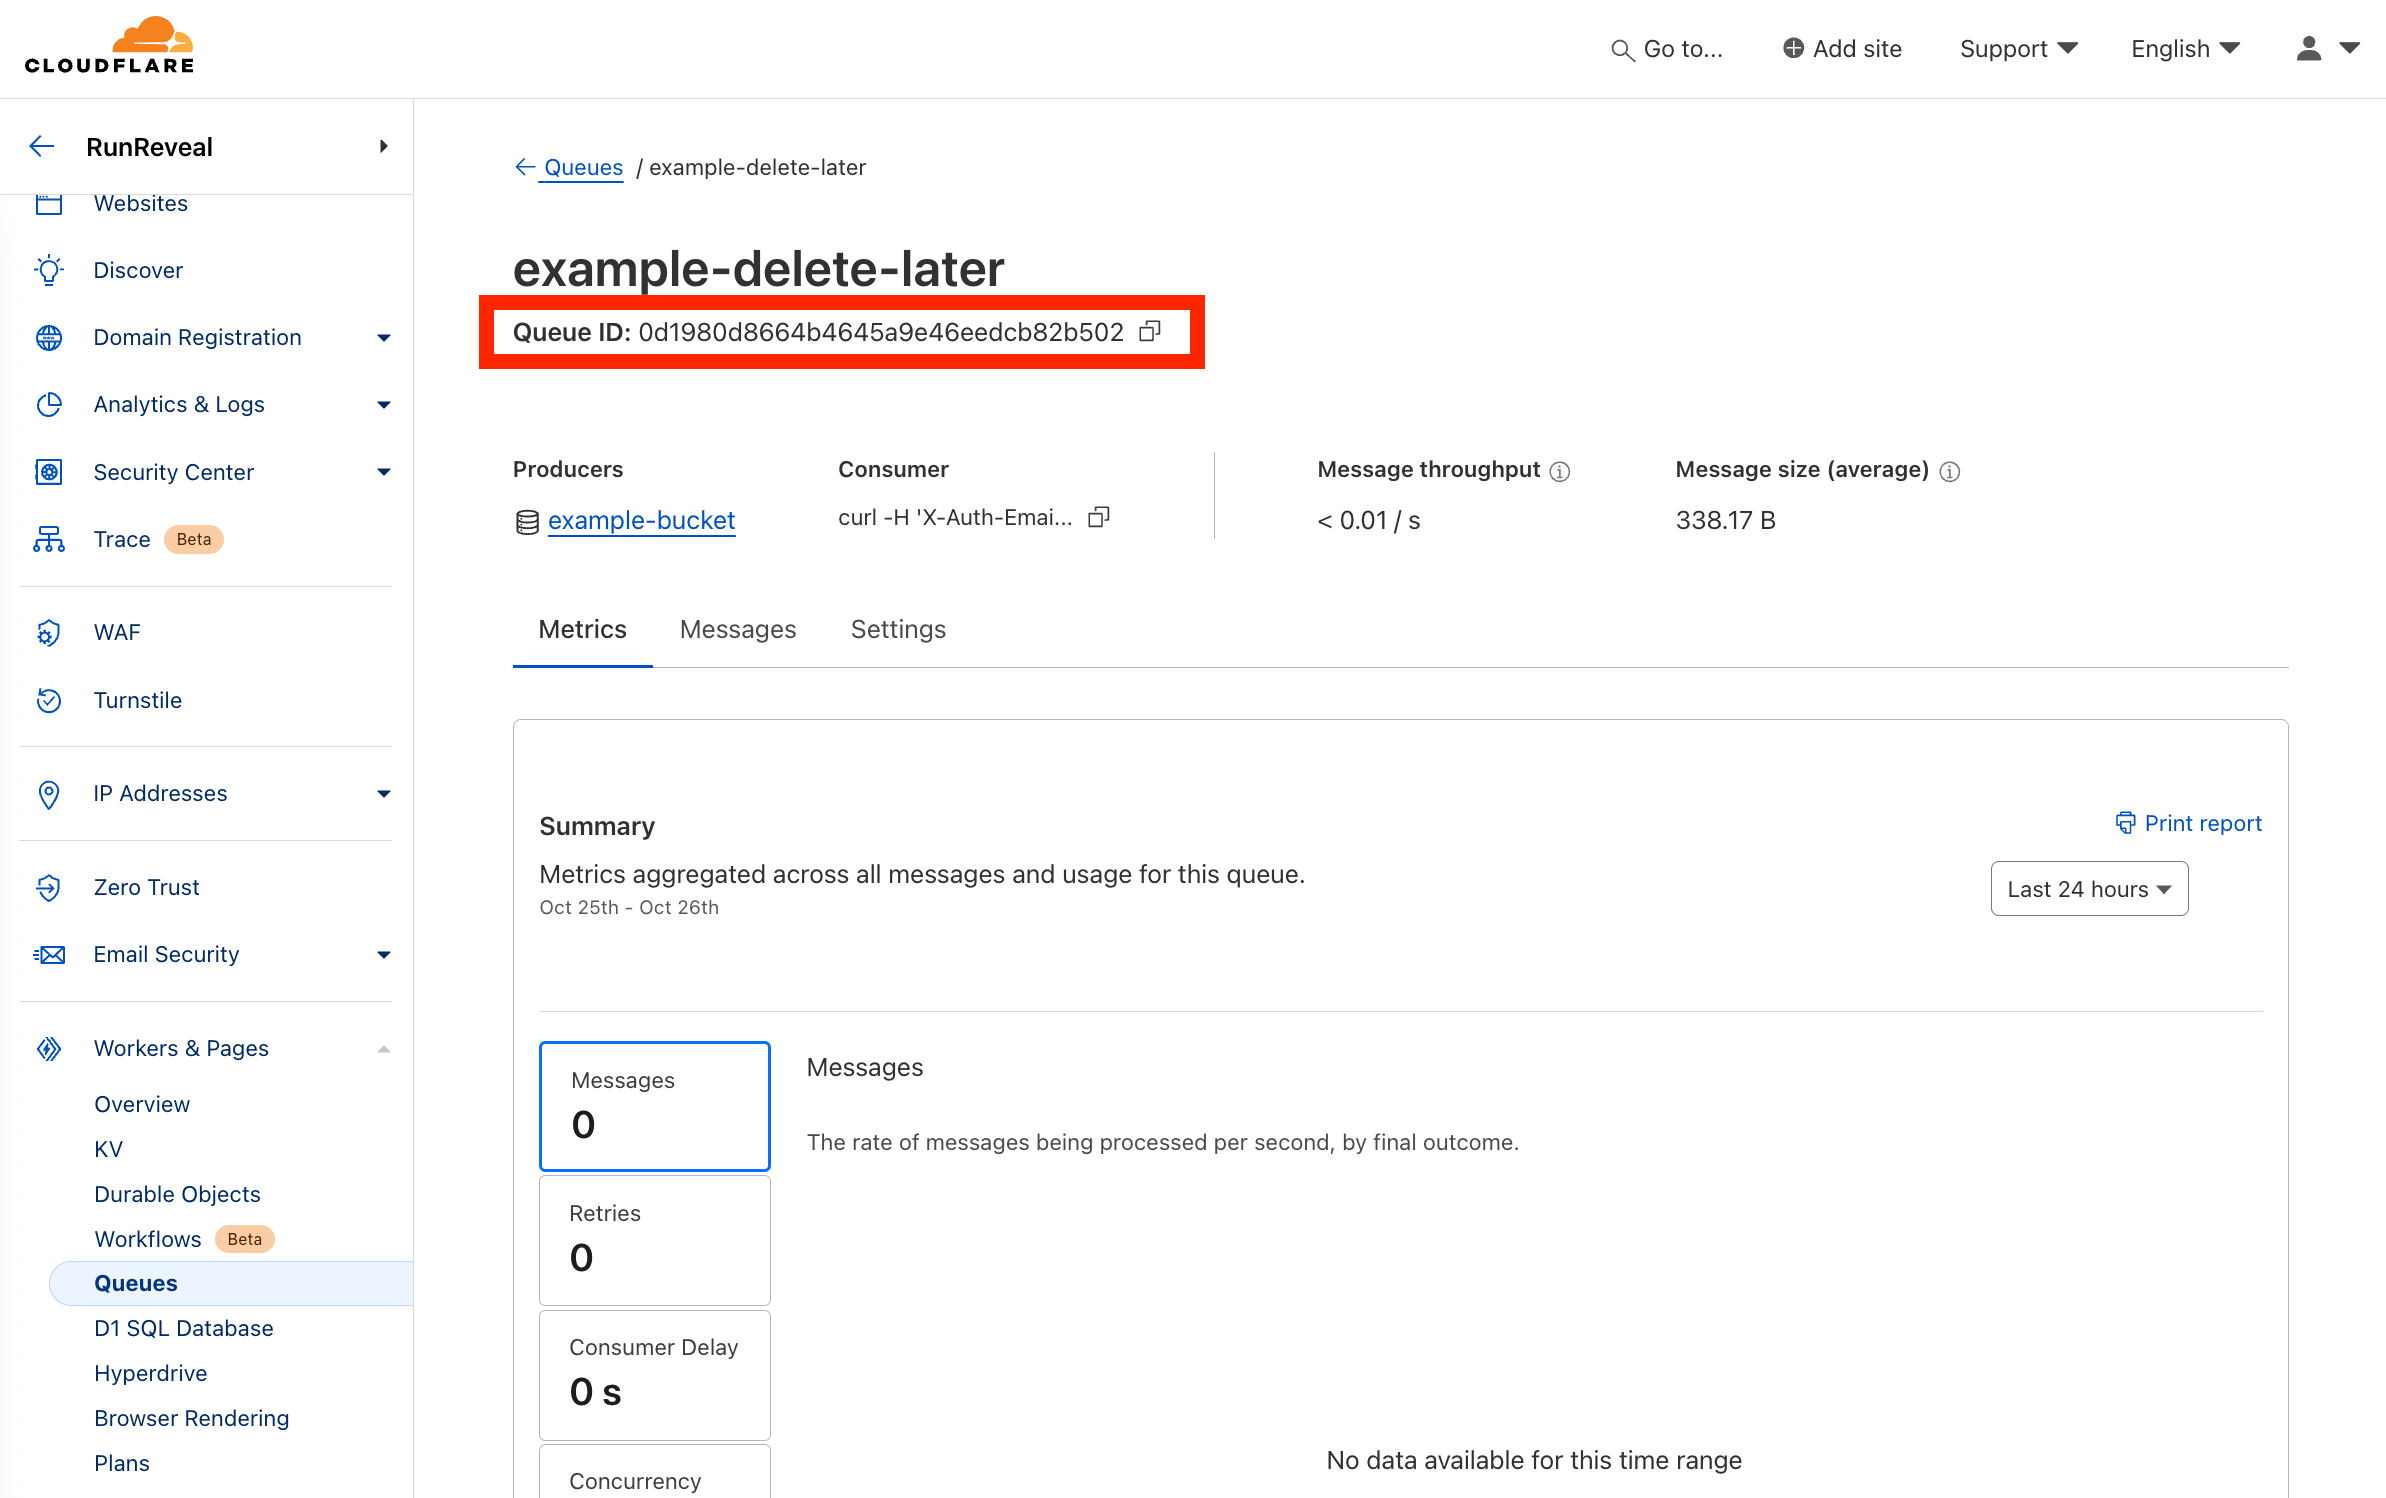 CLOUDFLARE
Go to...
Add site
Support
English
RunReveal
Websites
Discover
Domain Registration
Analytics & Logs
Security Center
Trace Beta
WAF
Turnstile
IP Addresses
Zero Trust
Email Security
Workers & Pages
Overview
KV
Durable Objects
Workflows Beta
Queues
D1 SQL Database
Hyperdrive
Browser Rendering
Plans
Queues / example-delete-later
example-delete-later
Queue ID: 0d1980d8664b4645a9e46eedcb82b502
Producers
example-bucket
Consumer
curl -H 'X-Auth-Emai...
Message throughput
< 0.01 / s
Message size (average)
338.17 B
Metrics
Messages
Settings
Summary
Print report
Metrics aggregated across all messages and usage for this queue.
Oct 25th - Oct 26th
Last 24 hours
Messages
0
Retries
0
Consumer Delay
0 s
Concurrency
Messages
The rate of messages being processed per second, by final outcome.
No data available for this time range